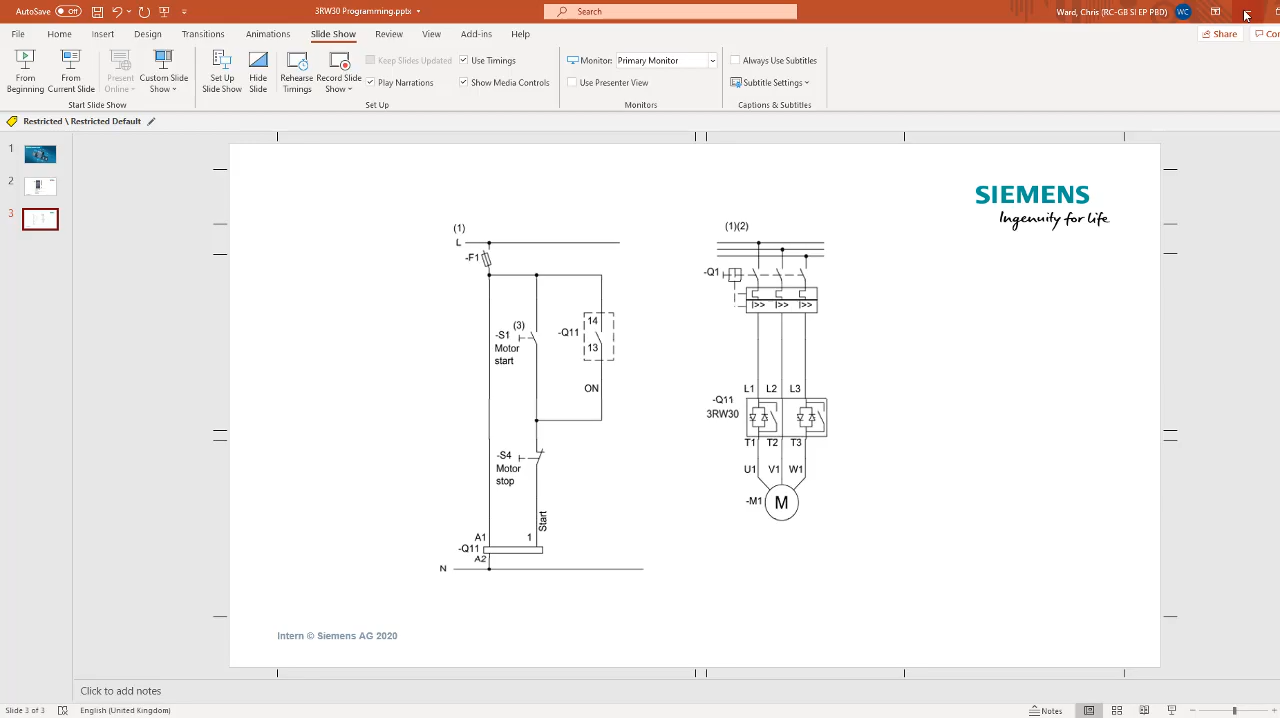 AutoSave Off
3RW30 Programming.pptx
Search
Ward, Chris (RC-GB SI EP PBD) WC
File Home Insert Design Transitions Animations Slide Show Review View Add-ins Help
Share
From Beginning
From Current Slide
Present Online
Custom Slide Show
Set Up Slide Show
Hide Slide
Rehearse Timings
Record Slide Show
Keep Slides Updated
Play Narrations
Use Timings
Show Media Controls
Monitor: Primary Monitor
Use Presenter View
Always Use Subtitles
Subtitle Settings
Start Slide Show
Set Up
Monitors
Captions & Subtitles
Restricted \ Restricted Default
1
2
3
SIEMENS
Ingenuity for life
(1)
L
-F1
(3)
-S1
Motor
start
-Q11
14
13
ON
-S4
Motor
stop
Start
A1 1
-Q11
A2
N
(1)(2)
-Q1
I>> I>> I>>
L1 L2 L3
-Q11
3RW30
T1 T2 T3
U1 V1 W1
-M1 M
Intern © Siemens AG 2020
Click to add notes
Slide 3 of 3
English (United Kingdom)
Notes